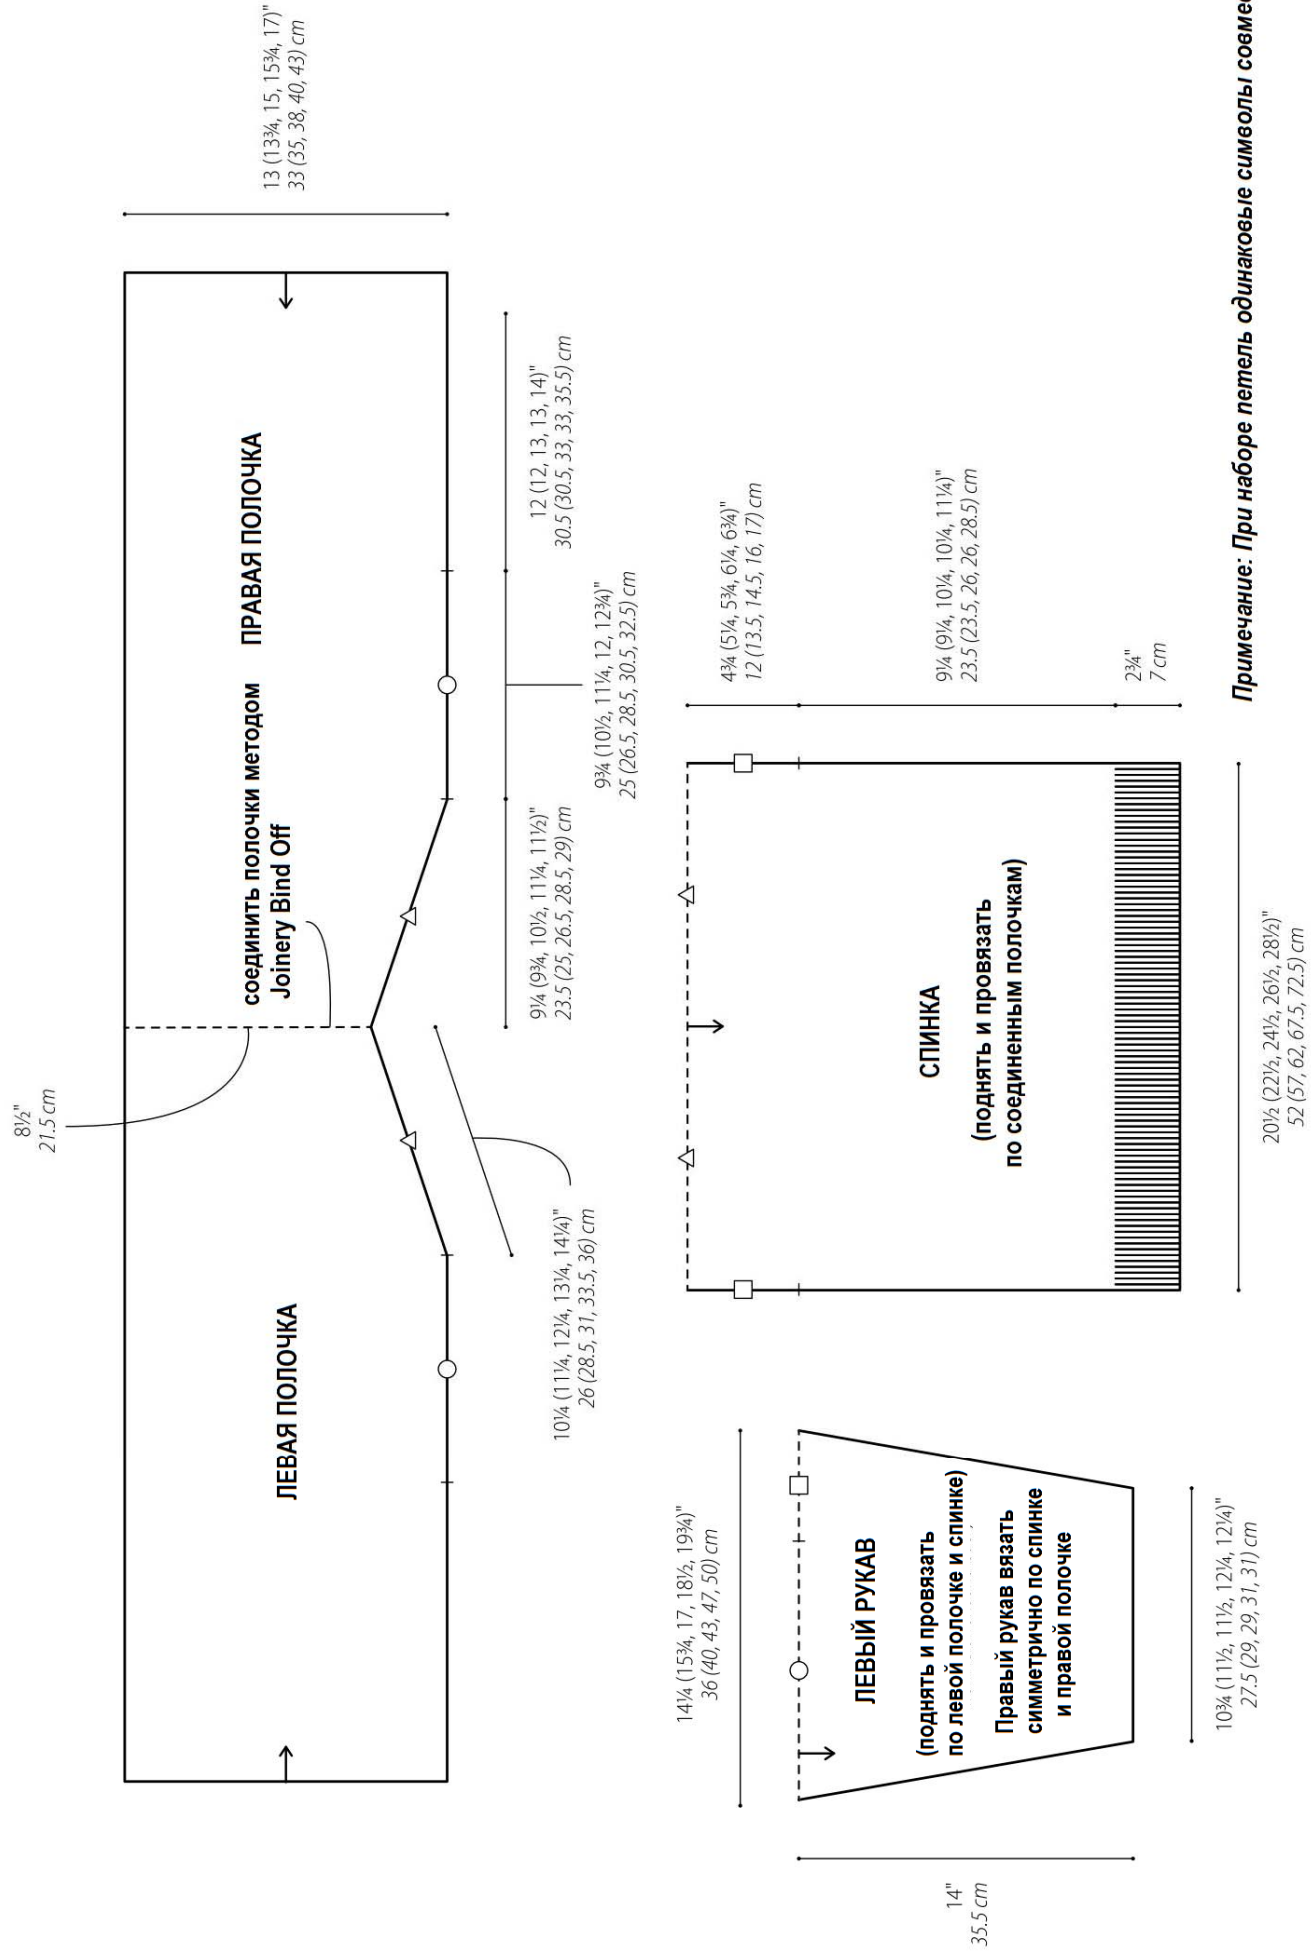 8½"
21.5 cm
13 (13¾, 15, 15¾, 17)"
33 (35, 38, 40, 43) cm
ЛЕВАЯ ПОЛОЧКА
соединить полочки методом
Joinery Bind Off
ПРАВАЯ ПОЛОЧКА
10¼ (11¼, 12¼, 13¼, 14¼)"
26 (28.5, 31, 33.5, 36) cm
9¼ (9¾, 10½, 11¼, 11½)"
23.5 (25, 26.5, 28.5, 29) cm
9¾ (10½, 11¼, 12, 12¾)"
25 (26.5, 28.5, 30.5, 32.5) cm
12 (12, 13, 13, 14)"
30.5 (30.5, 33, 33, 35.5) cm
14¼ (15¾, 17, 18½, 19¾)"
36 (40, 43, 47, 50) cm
ЛЕВЫЙ РУКАВ
(поднять и провязать
по левой полочке и спинке)
Правый рукав вязать
симметрично по спинке
и правой полочке
14"
35.5 cm
10¾ (11½, 11½, 12¼, 12¼)"
27.5 (29, 29, 31, 31) cm
СПИНКА
(поднять и провязать
по соединенным полочкам)
4¾ (5¼, 5¾, 6¼, 6¾)"
12 (13.5, 14.5, 16, 17) cm
9¼ (9¼, 10¼, 10¼, 11¼)"
23.5 (23.5, 26, 26, 28.5) cm
2¾"
7 cm
20½ (22½, 24½, 26½, 28½)"
52 (57, 62, 67.5, 72.5) cm
Примечание: При наборе петель одинаковые символы